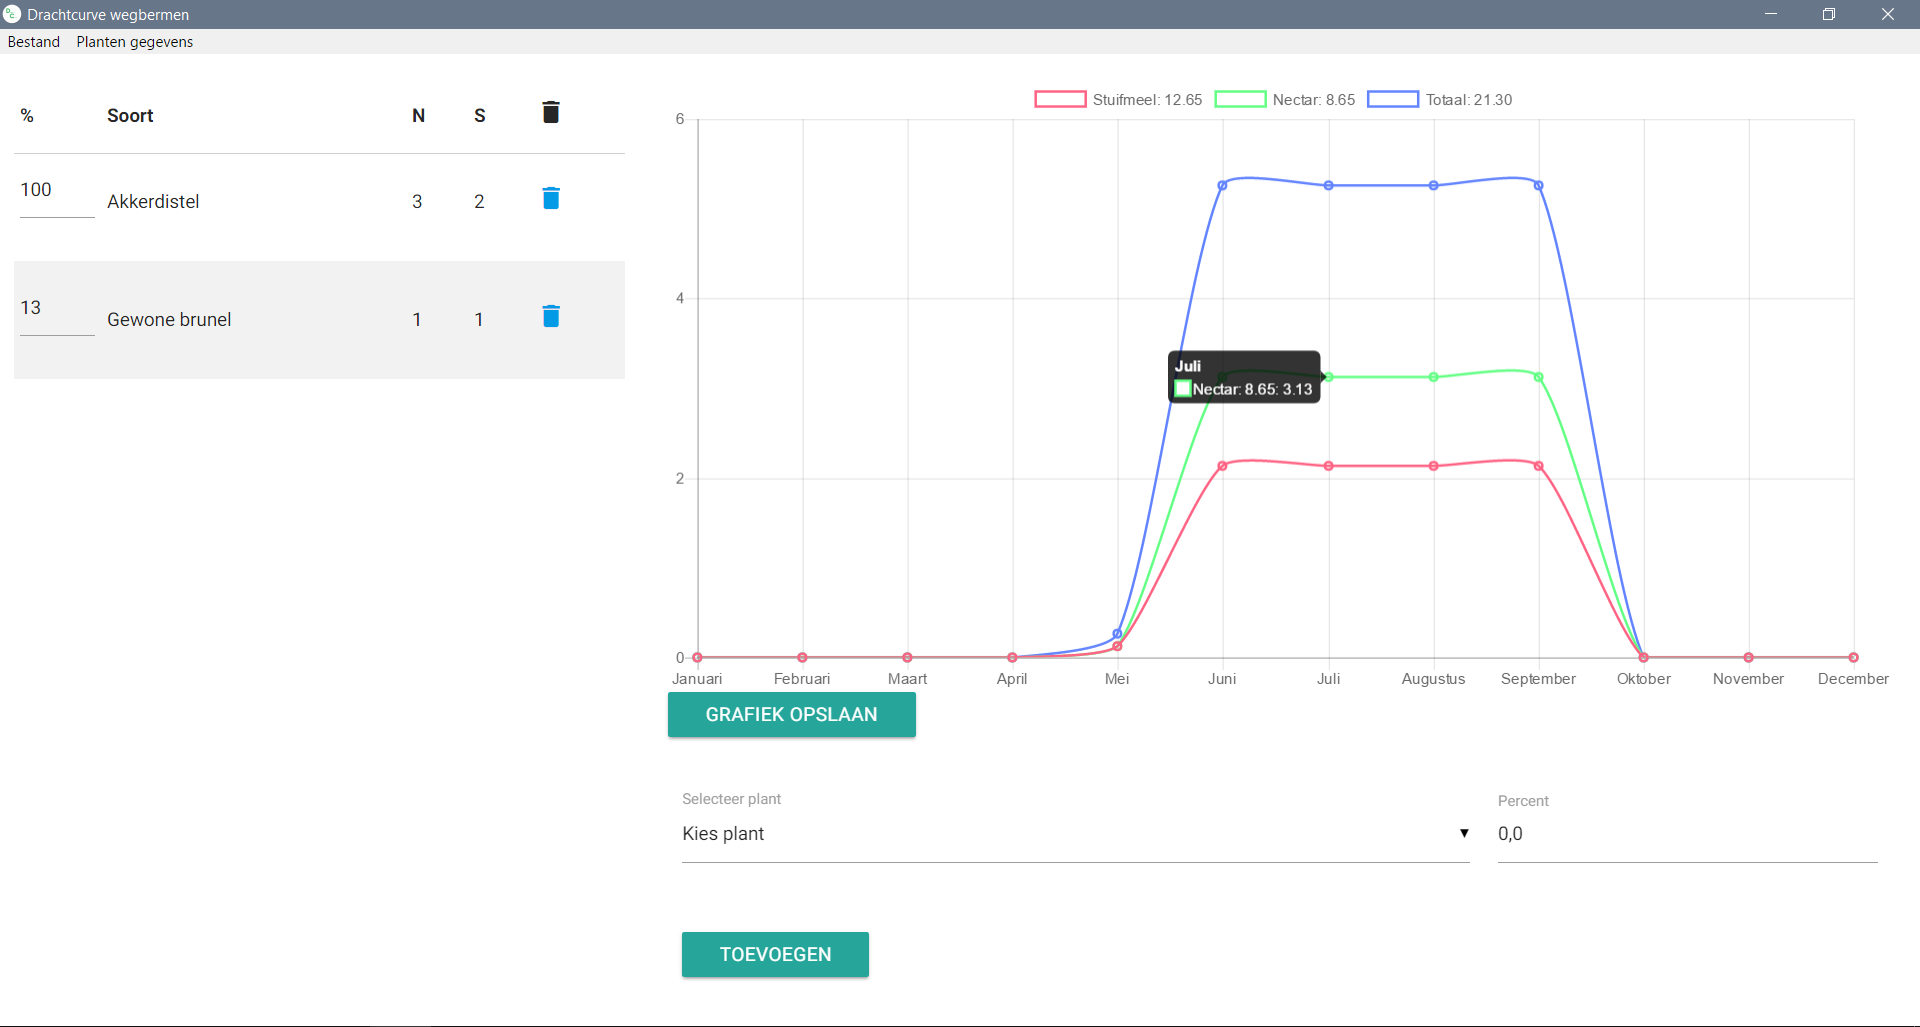 Drachtcurve wegbermen
Bestand Planten gegevens
% Soort N S
100 Akkerdistel 3 2
13 Gewone brunel 1 1
Stuifmeel: 12.65 Nectar: 8.65 Totaal: 21.30
6
4
2
0
Juli
Nectar: 8.65: 3.13
Januari Februari Maart April Mei Juni Juli Augustus September Oktober November December
GRAFIEK OPSLAAN
Selecteer plant Percent
Kies plant 0,0
TOEVOEGEN